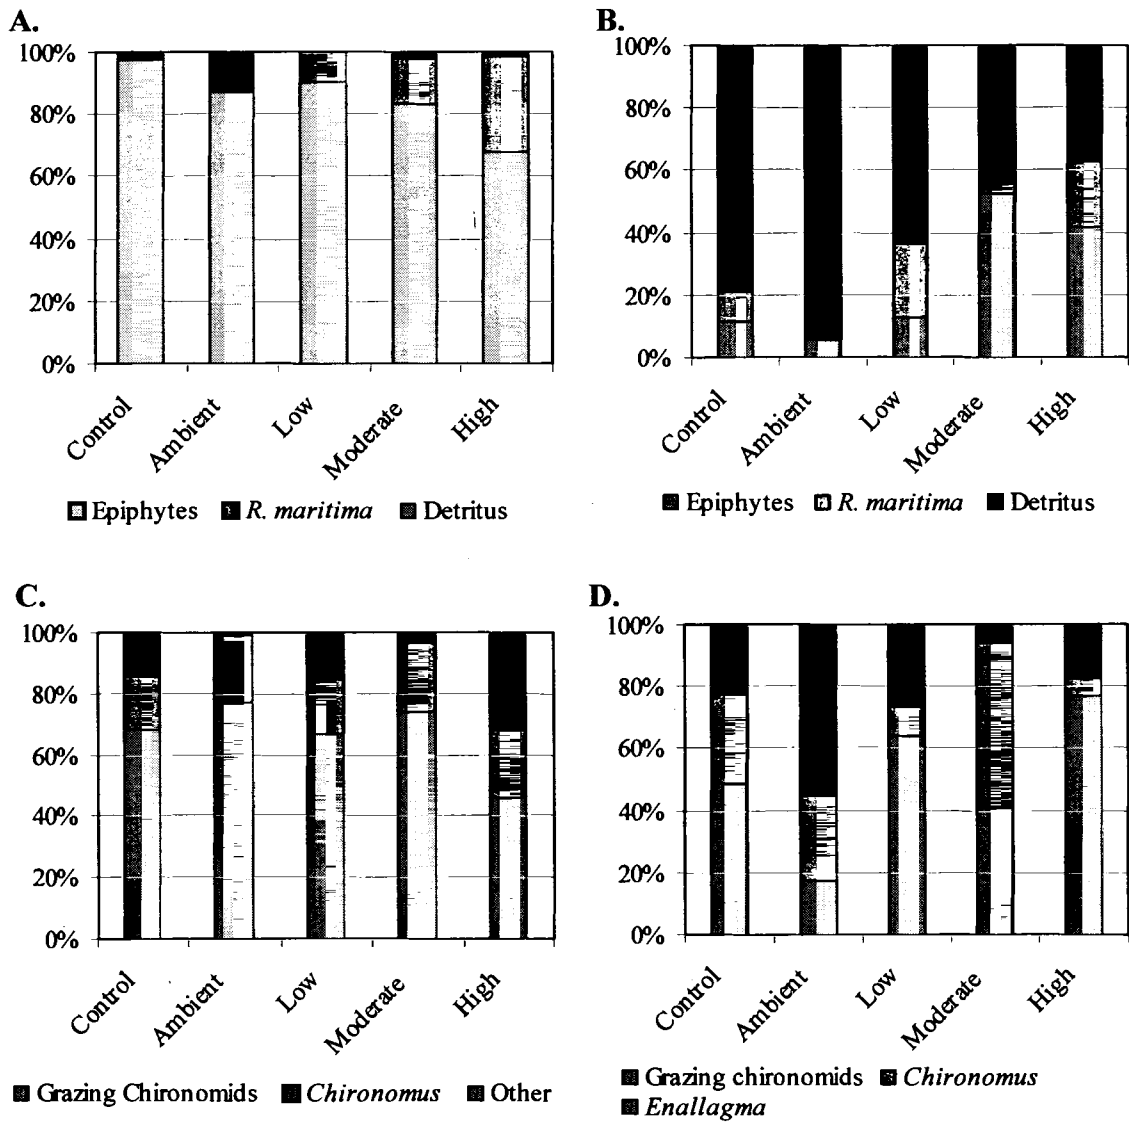 A.
100%
80%
60%
40%
20%
0%
Control
Ambient
Low
Moderate
High
Epiphytes R. maritima Detritus
B.
100%
80%
60%
40%
20%
0%
Control
Ambient
Low
Moderate
High
Epiphytes R. maritima Detritus
C.
100%
80%
60%
40%
20%
0%
Control
Ambient
Low
Moderate
High
Grazing Chironomids Chironomus Other
D.
100%
80%
60%
40%
20%
0%
Control
Ambient
Low
Moderate
High
Grazing chironomids Chironomus
Enallagma